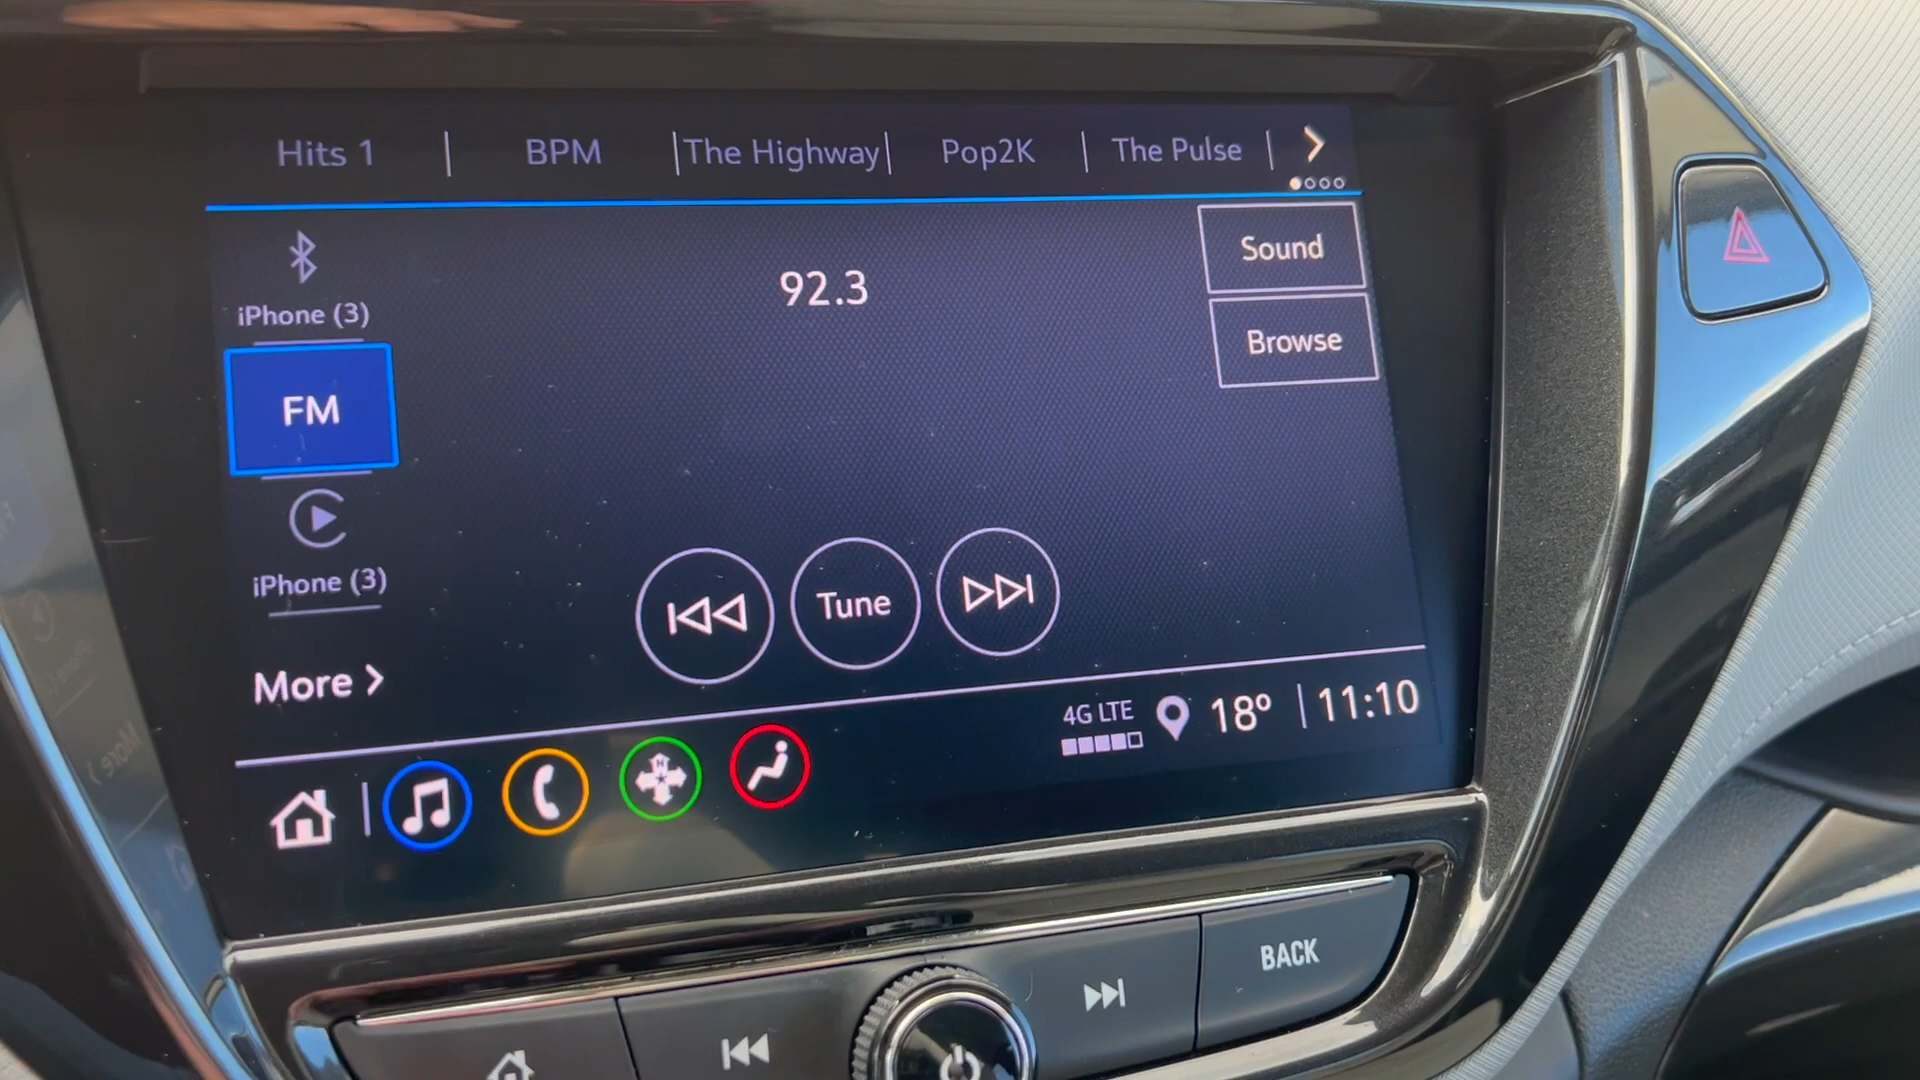 Hits 1 | BPM | The Highway | Pop2K | The Pulse |
iPhone (3)
92.3
Sound
Browse
FM
iPhone (3)
Tune
More >
4G LTE
18° | 11:10
BACK